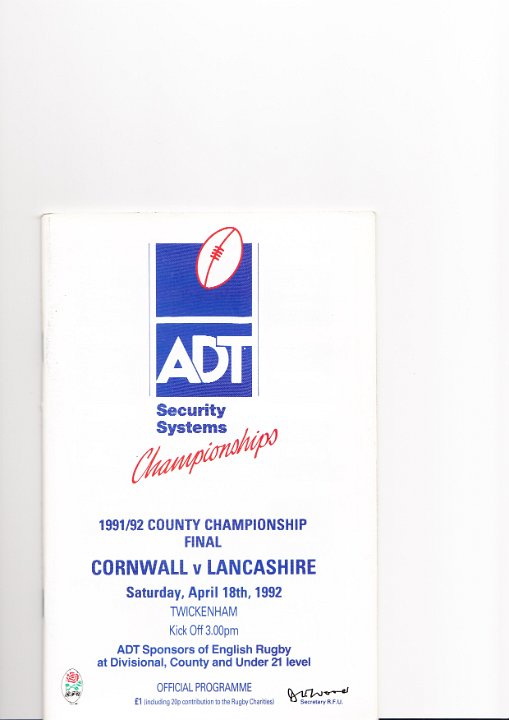 ADT
Security
Systems
Championships
1991/92 COUNTY CHAMPIONSHIP
FINAL
CORNWALL v LANCASHIRE
Saturday, April 18th, 1992
TWICKENHAM
Kick Off 3.00pm
ADT Sponsors of English Rugby
at Divisional, County and Under 21 level
OFFICIAL PROGRAMME
£1 (including 20p contribution to the Rugby Charities)
Secretary R.F.U.